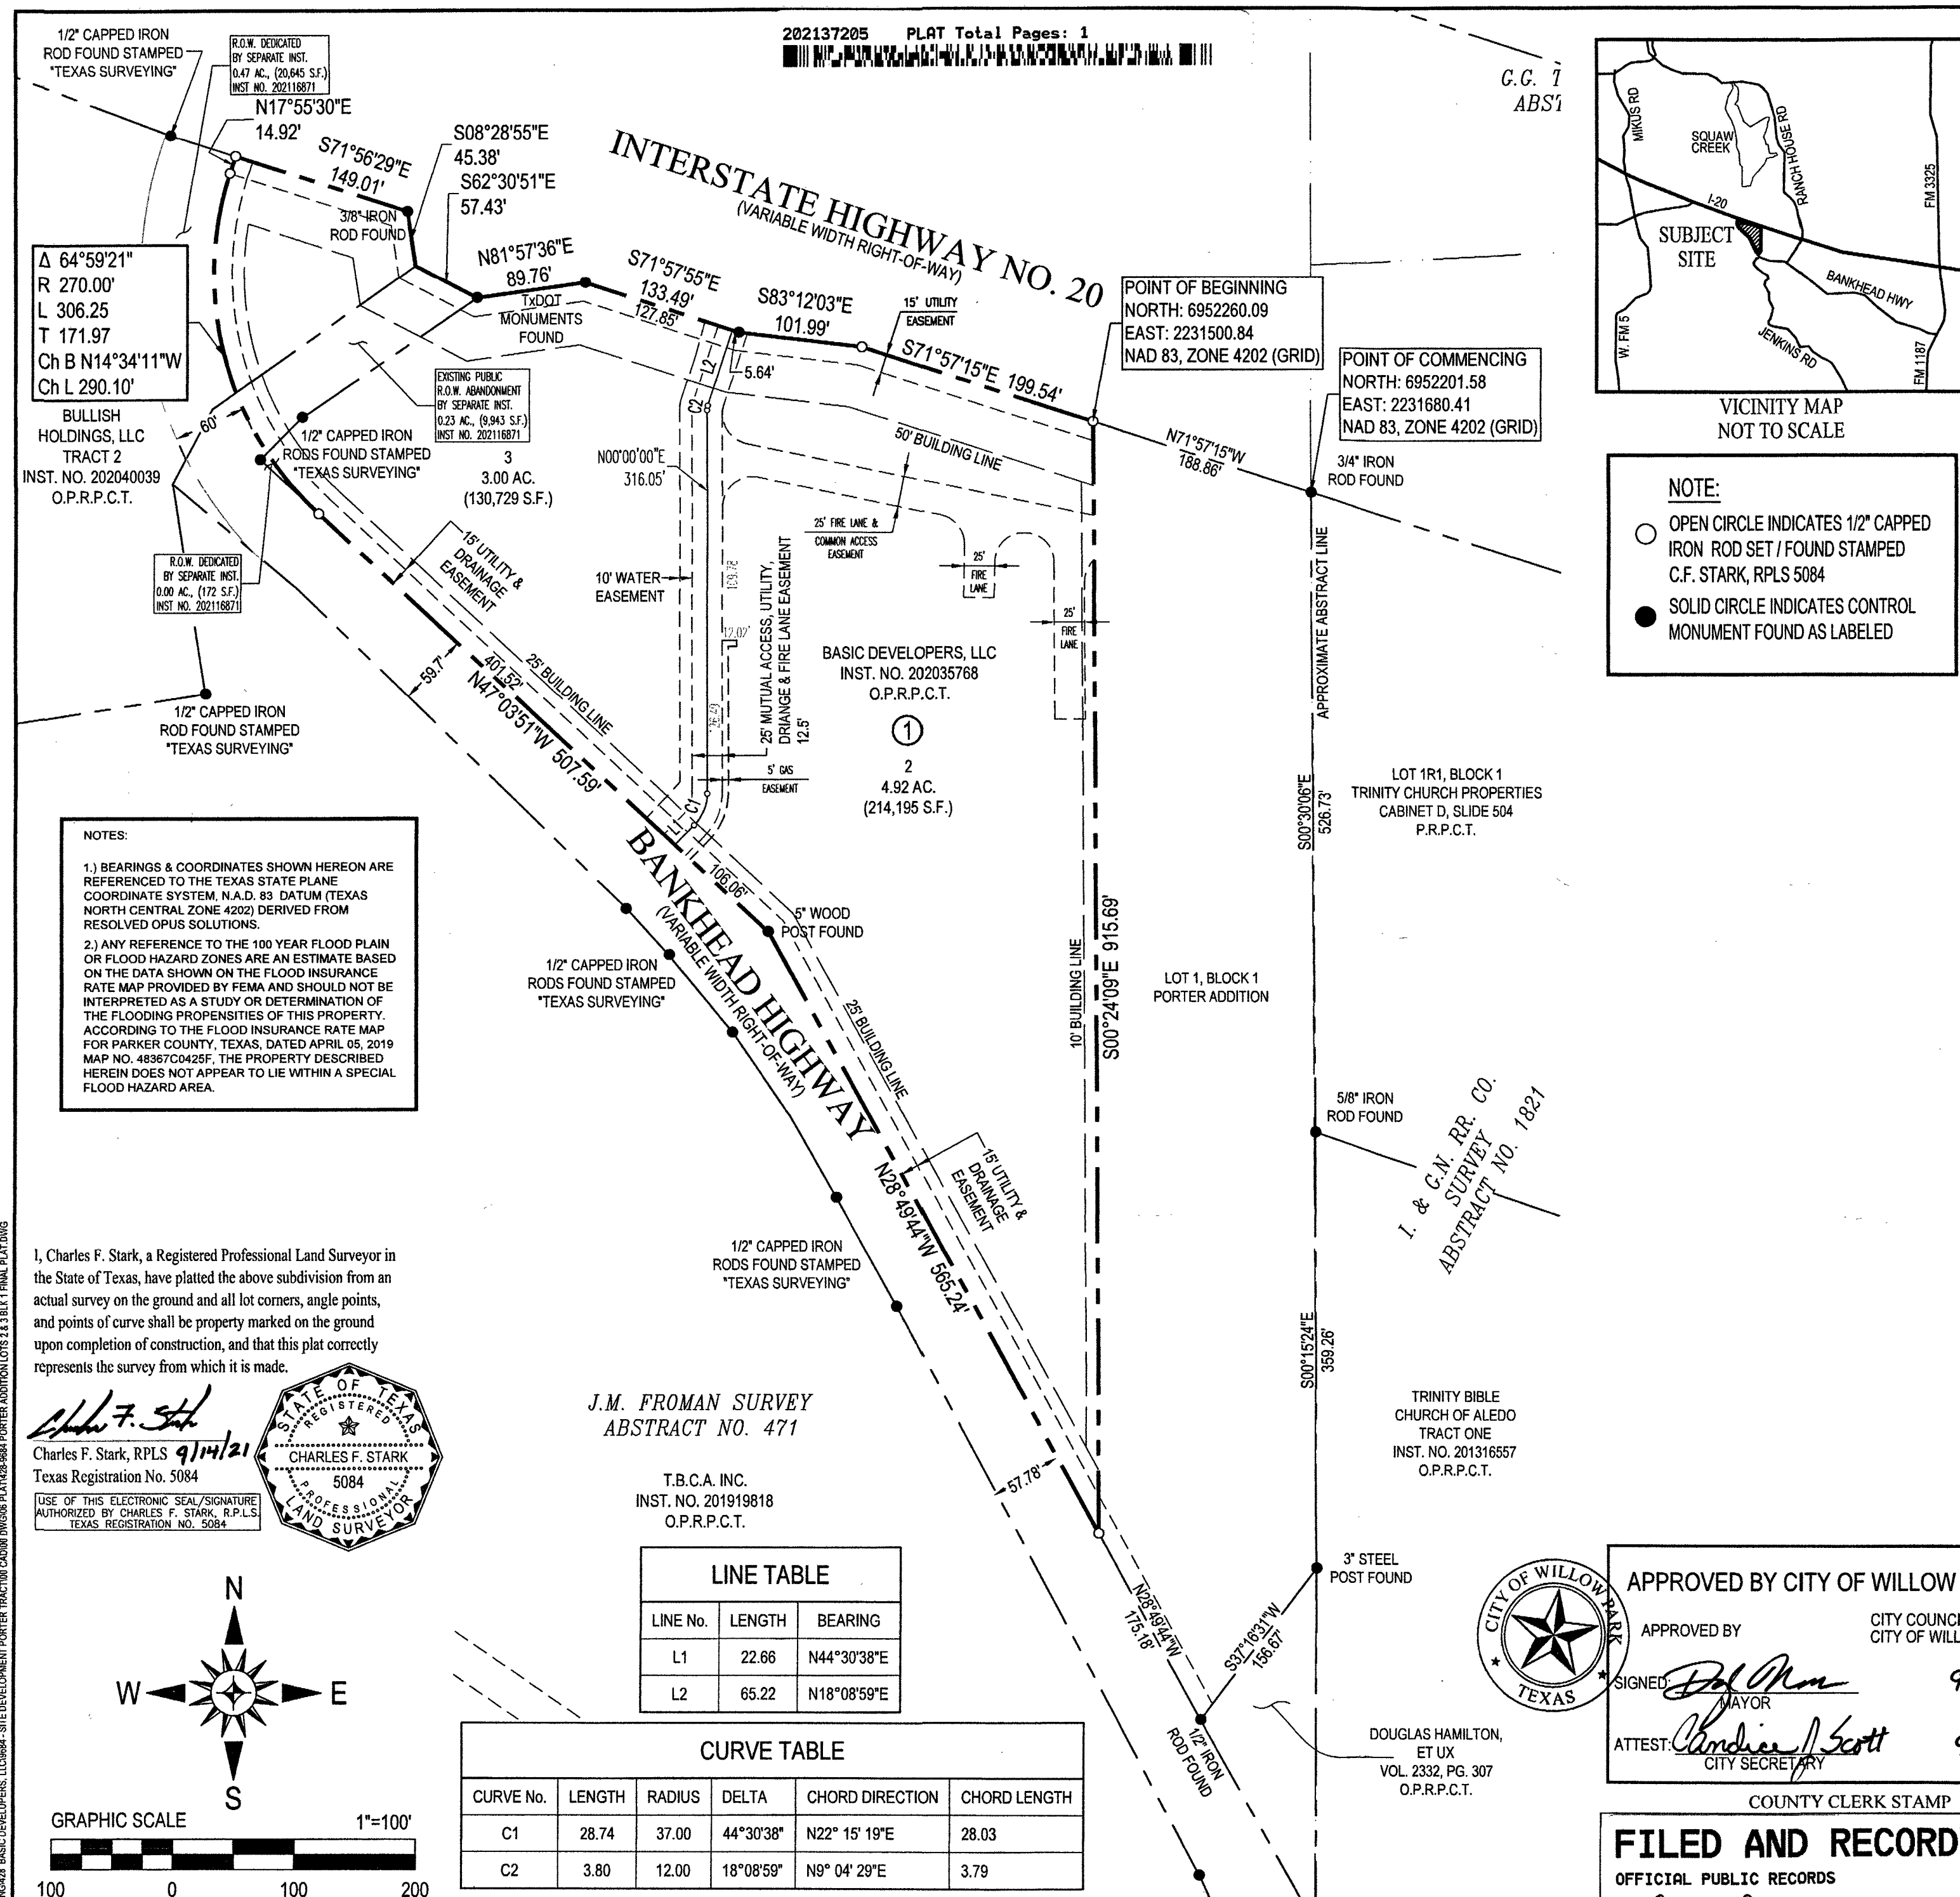 202137205 PLAT Total Pages: 1
1/2" CAPPED IRON
ROD FOUND STAMPED
"TEXAS SURVEYING"
R.O.W. DEDICATED
BY SEPARATE INST.
0.47 AC., (20,645 S.F.)
INST NO. 202116871
N17°55'30"E
14.92'
S71°56'29"E
149.01'
3/8" IRON
ROD FOUND
S08°28'55"E
45.38'
S62°30'51"E
57.43'
N81°57'36"E
89.76'
TxDOT
MONUMENTS
FOUND
S71°57'55"E
133.49'
127.85'
S83°12'03"E
101.99'
5.64'
15' UTILITY
EASEMENT
S71°57'15"E 199.54'
INTERSTATE HIGHWAY NO. 20
(VARIABLE WIDTH RIGHT-OF-WAY)
POINT OF BEGINNING
NORTH: 6952260.09
EAST: 2231500.84
NAD 83, ZONE 4202 (GRID)
POINT OF COMMENCING
NORTH: 6952201.58
EAST: 2231680.41
NAD 83, ZONE 4202 (GRID)
N71°57'15"W
188.86'
3/4" IRON
ROD FOUND
G.G.
MIKUS RD
SQUAW
CREEK
RANCH HOUSE RD
FM 3325
I-20
SUBJECT
SITE
BANKHEAD HWY
JENKINS RD
W. FM 5
FM 1187
VICINITY MAP
NOT TO SCALE
NOTE:
OPEN CIRCLE INDICATES 1/2" CAPPED
IRON ROD SET / FOUND STAMPED
C.F. STARK, RPLS 5084
SOLID CIRCLE INDICATES CONTROL
MONUMENT FOUND AS LABELED
Δ 64°59'21"
R 270.00'
L 306.25
T 171.97
Ch B N14°34'11"W
Ch L 290.10'
BULLISH
HOLDINGS, LLC
TRACT 2
INST. NO. 202040039
O.P.R.P.C.T.
60'
1/2" CAPPED IRON
RODS FOUND STAMPED
"TEXAS SURVEYING"
EXISTING PUBLIC
R.O.W. ABANDONMENT
BY SEPARATE INST.
0.23 AC., (9,943 S.F.)
INST NO. 202116871
3
3.00 AC.
(130,729 S.F.)
R.O.W. DEDICATED
BY SEPARATE INST.
0.00 AC., (172 S.F.)
INST NO. 202116871
1/2" CAPPED IRON
ROD FOUND STAMPED
"TEXAS SURVEYING"
15' UTILITY &
DRAINAGE
EASEMENT
L2
C2
N00°00'00"E
316.05'
10' WATER
EASEMENT
109.78
12.02'
25' MUTUAL ACCESS, UTILITY,
DRIANGE & FIRE LANE EASEMENT
12.5'
5' GAS
EASEMENT
C1
50' BUILDING LINE
25' FIRE LANE &
COMMON ACCESS
EASEMENT
25'
FIRE
LANE
25'
FIRE
LANE
BASIC DEVELOPERS, LLC
INST. NO. 202035768
O.P.R.P.C.T.
1
2
4.92 AC.
(214,195 S.F.)
59.7'
401.52'
25' BUILDING LINE
N47°03'51"W 507.59'
106.06'
5" WOOD
POST FOUND
BANKHEAD HIGHWAY
(VARIABLE WIDTH RIGHT-OF-WAY)
1/2" CAPPED IRON
RODS FOUND STAMPED
"TEXAS SURVEYING"
25' BUILDING LINE
15' UTILITY &
DRAINAGE
EASEMENT
N28°49'44"W 565.24'
1/2" CAPPED IRON
RODS FOUND STAMPED
"TEXAS SURVEYING"
10' BUILDING LINE
S00°24'09"E 915.69'
APPROXIMATE ABSTRACT LINE
S00°30'06"E
526.73'
LOT 1R1, BLOCK 1
TRINITY CHURCH PROPERTIES
CABINET D, SLIDE 504
P.R.P.C.T.
LOT 1, BLOCK 1
PORTER ADDITION
5/8" IRON
ROD FOUND
I. & G.N. RR. CO.
SURVEY
ABSTRACT NO. 1821
S00°15'24"E
359.26'
TRINITY BIBLE
CHURCH OF ALEDO
TRACT ONE
INST. NO. 201316557
O.P.R.P.C.T.
3" STEEL
POST FOUND
57.78'
N28°49'44"W
175.18'
S37°16'31"W
156.67'
1/2" IRON
ROD FOUND
DOUGLAS HAMILTON,
ET UX
VOL. 2332, PG. 307
O.P.R.P.C.T.
NOTES:
1.) BEARINGS & COORDINATES SHOWN HEREON ARE
REFERENCED TO THE TEXAS STATE PLANE
COORDINATE SYSTEM, N.A.D. 83 DATUM (TEXAS
NORTH CENTRAL ZONE 4202) DERIVED FROM
RESOLVED OPUS SOLUTIONS.
2.) ANY REFERENCE TO THE 100 YEAR FLOOD PLAIN
OR FLOOD HAZARD ZONES ARE AN ESTIMATE BASED
ON THE DATA SHOWN ON THE FLOOD INSURANCE
RATE MAP PROVIDED BY FEMA AND SHOULD NOT BE
INTERPRETED AS A STUDY OR DETERMINATION OF
THE FLOODING PROPENSITIES OF THIS PROPERTY.
ACCORDING TO THE FLOOD INSURANCE RATE MAP
FOR PARKER COUNTY, TEXAS, DATED APRIL 05, 2019
MAP NO. 48367C0425F, THE PROPERTY DESCRIBED
HEREIN DOES NOT APPEAR TO LIE WITHIN A SPECIAL
FLOOD HAZARD AREA.
I, Charles F. Stark, a Registered Professional Land Surveyor in
the State of Texas, have platted the above subdivision from an
actual survey on the ground and all lot corners, angle points,
and points of curve shall be property marked on the ground
upon completion of construction, and that this plat correctly
represents the survey from which it is made.
Charles F. Stark, RPLS 9/14/21
Texas Registration No. 5084
USE OF THIS ELECTRONIC SEAL/SIGNATURE
AUTHORIZED BY CHARLES F. STARK, R.P.L.S.
TEXAS REGISTRATION NO. 5084
STATE OF TEXAS
REGISTERED
CHARLES F. STARK
5084
PROFESSIONAL
LAND SURVEYOR
J.M. FROMAN SURVEY
ABSTRACT NO. 471
T.B.C.A. INC.
INST. NO. 201919818
O.P.R.P.C.T.
LINE TABLE
LINE No. LENGTH BEARING
L1 22.66 N44°30'38"E
L2 65.22 N18°08'59"E
CURVE TABLE
CURVE No. LENGTH RADIUS DELTA CHORD DIRECTION CHORD LENGTH
C1 28.74 37.00 44°30'38" N22° 15' 19"E 28.03
C2 3.80 12.00 18°08'59" N9° 04' 29"E 3.79
N
W E
S
GRAPHIC SCALE 1"=100'
100 0 100 200
CITY OF WILLOW PARK
TEXAS
APPROVED BY CITY OF WILLOW
APPROVED BY
CITY OF
SIGNED:
MAYOR
ATTEST: Candice Scott
CITY SECRETARY
COUNTY CLERK STAMP
FILED AND RECORD
OFFICIAL PUBLIC RECORDS